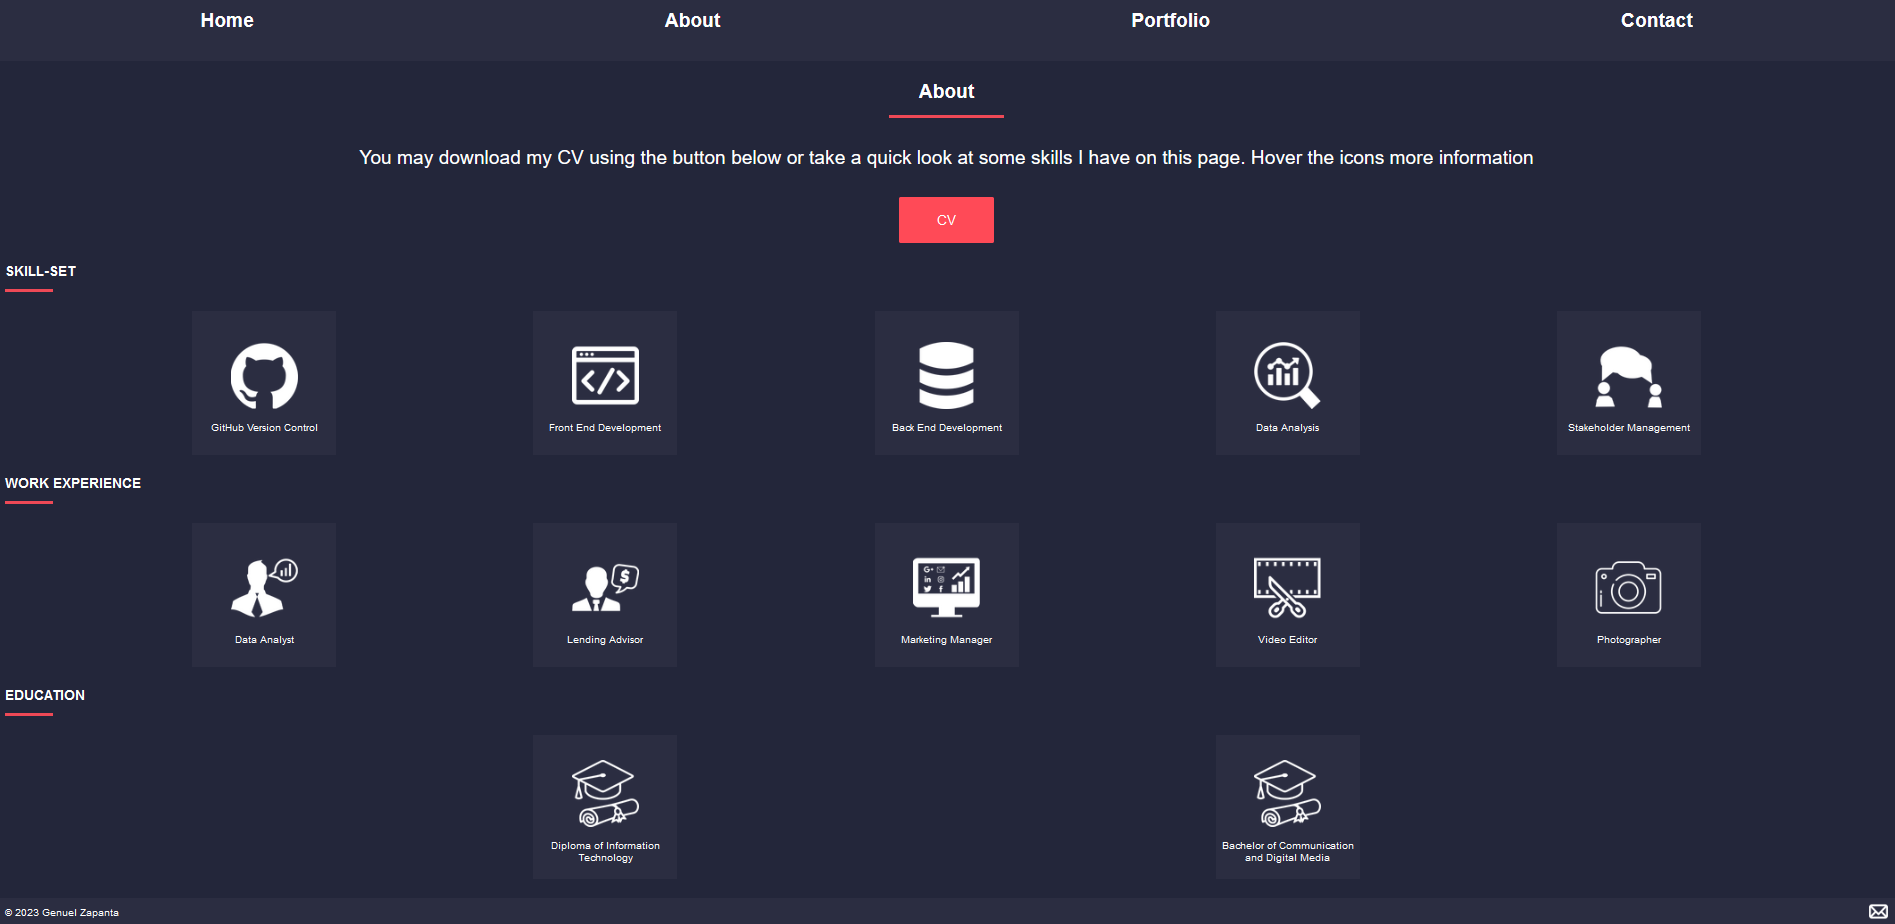 Home About Portfolio Contact
About
You may download my CV using the button below or take a quick look at some skills I have on this page. Hover the icons more information
CV
SKILL-SET
GitHub Version Control
Front End Development
Back End Development
Data Analysis
Stakeholder Management
WORK EXPERIENCE
Data Analyst
Lending Advisor
Marketing Manager
Video Editor
Photographer
EDUCATION
Diploma of Information
Technology
Bachelor of Communication
and Digital Media
© 2023 Genuel Zapanta